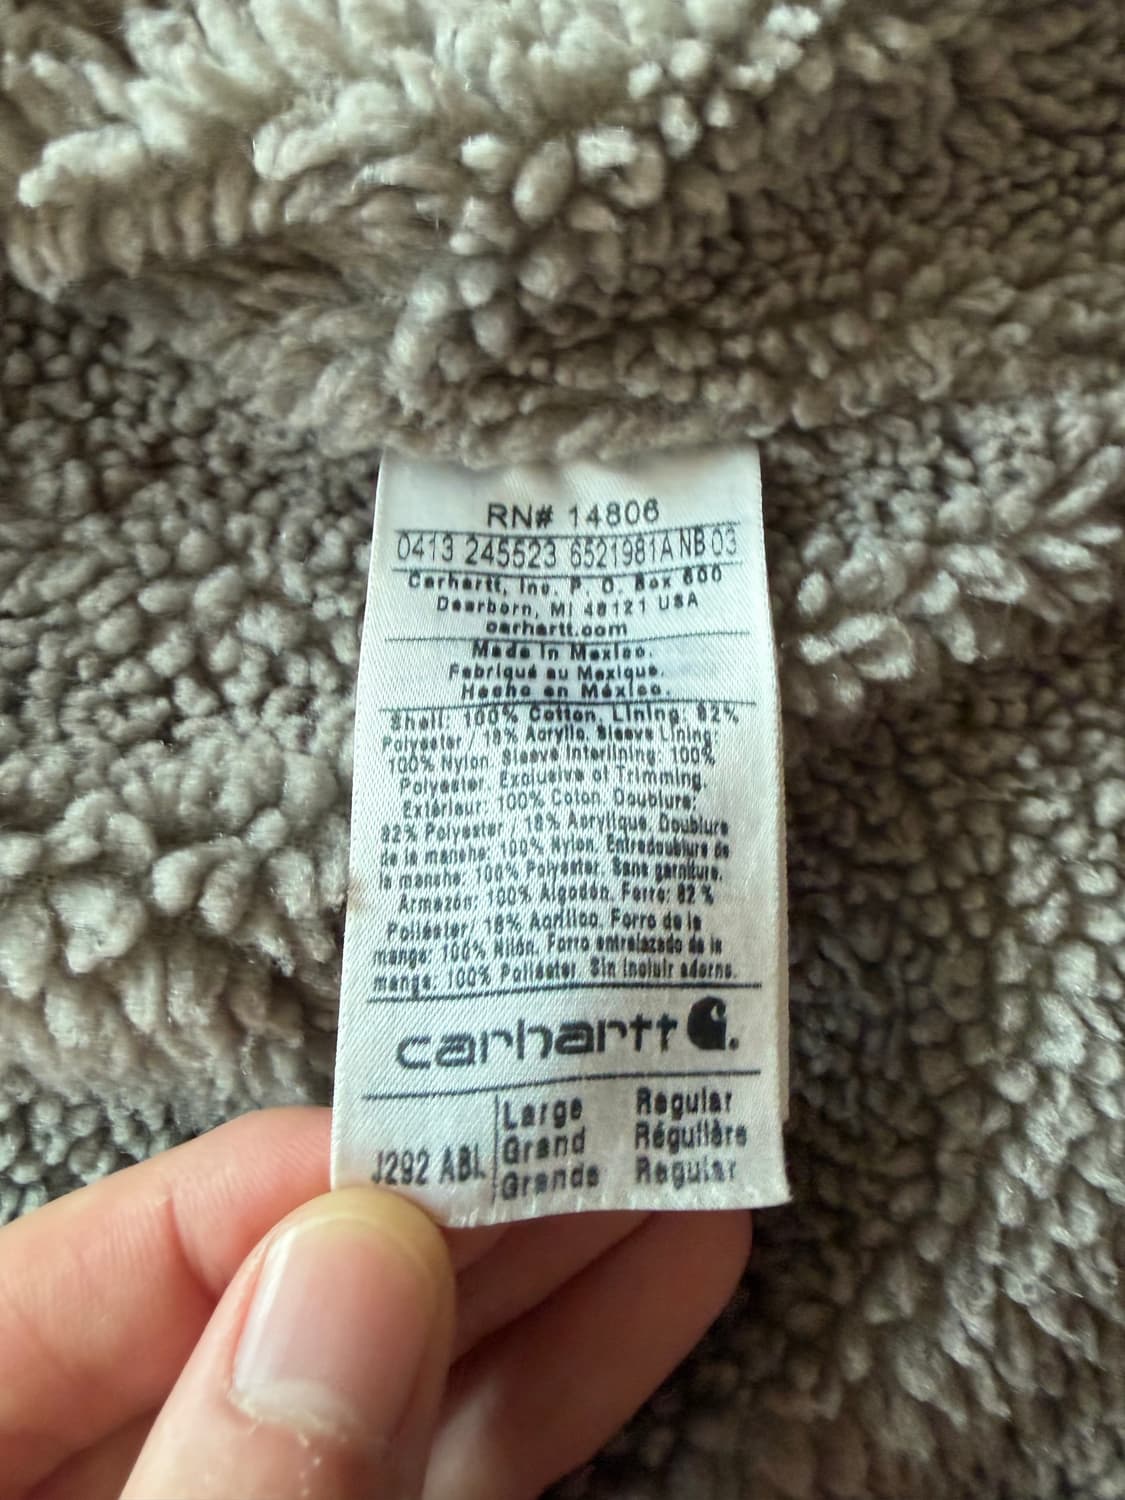 RN# 14806
0413 245523 6521981A NB 03
Carhartt, Inc. P. O. Box 600
Dearborn, MI 48121 USA
carhartt.com
Made in Mexico.
Fabriqué au Mexique.
Hecho en México.
Shell: 100% Cotton. Lining: 82%
Polyester / 18% Acrylic. Sleeve Lining:
100% Nylon. Sleeve Interlining: 100%
Polyester. Exclusive of Trimming.
Extérieur: 100% Coton. Doublure:
82% Polyester / 18% Acrylique. Doublure
de la manche: 100% Nylon. Entredoublure de
la manche: 100% Polyester. Sans garniture.
Armazón: 100% Algodón. Forro: 82 %
Poliéster / 18% Acrílico. Forro de la
manga: 100% Nilón. Forro entrelazado de la
manga: 100% Poliéster. Sin incluir adorno.
carhartt
J292 ABL
Large Regular
Grand Régulière
Grande Regular